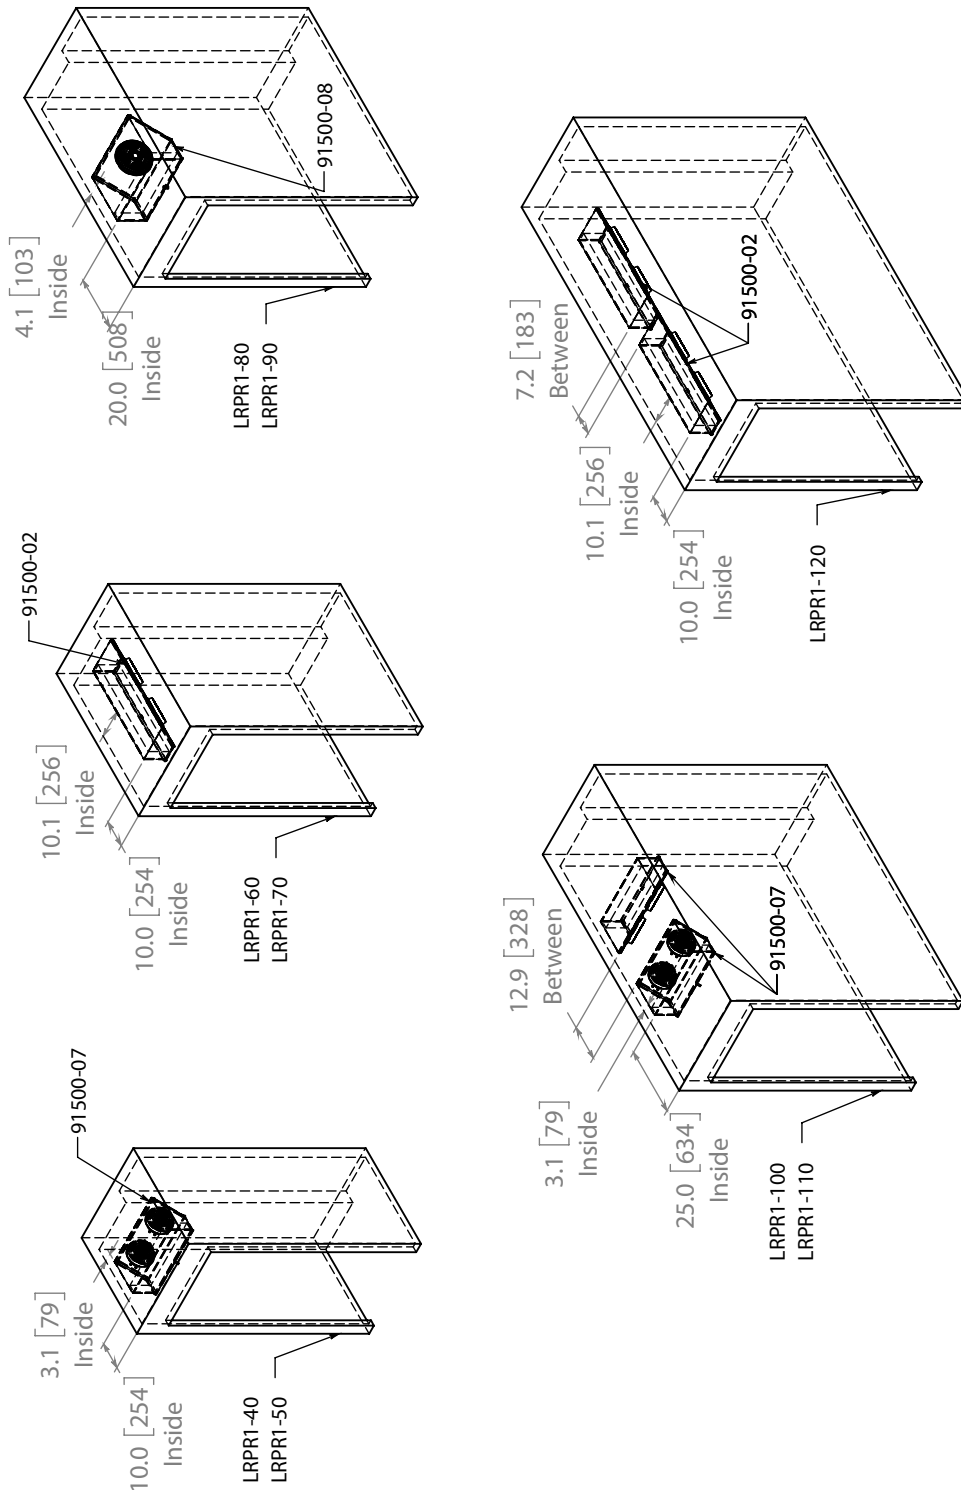 3.1 [79]
Inside
10.0 [254]
Inside
91500-07
LRPR1-40
LRPR1-50
10.1 [256]
Inside
10.0 [254]
Inside
91500-02
LRPR1-60
LRPR1-70
4.1 [103]
Inside
20.0 [508]
Inside
91500-08
LRPR1-80
LRPR1-90
12.9 [328]
Between
3.1 [79]
Inside
25.0 [634]
Inside
91500-07
LRPR1-100
LRPR1-110
7.2 [183]
Between
10.1 [256]
Inside
10.0 [254]
Inside
91500-02
LRPR1-120